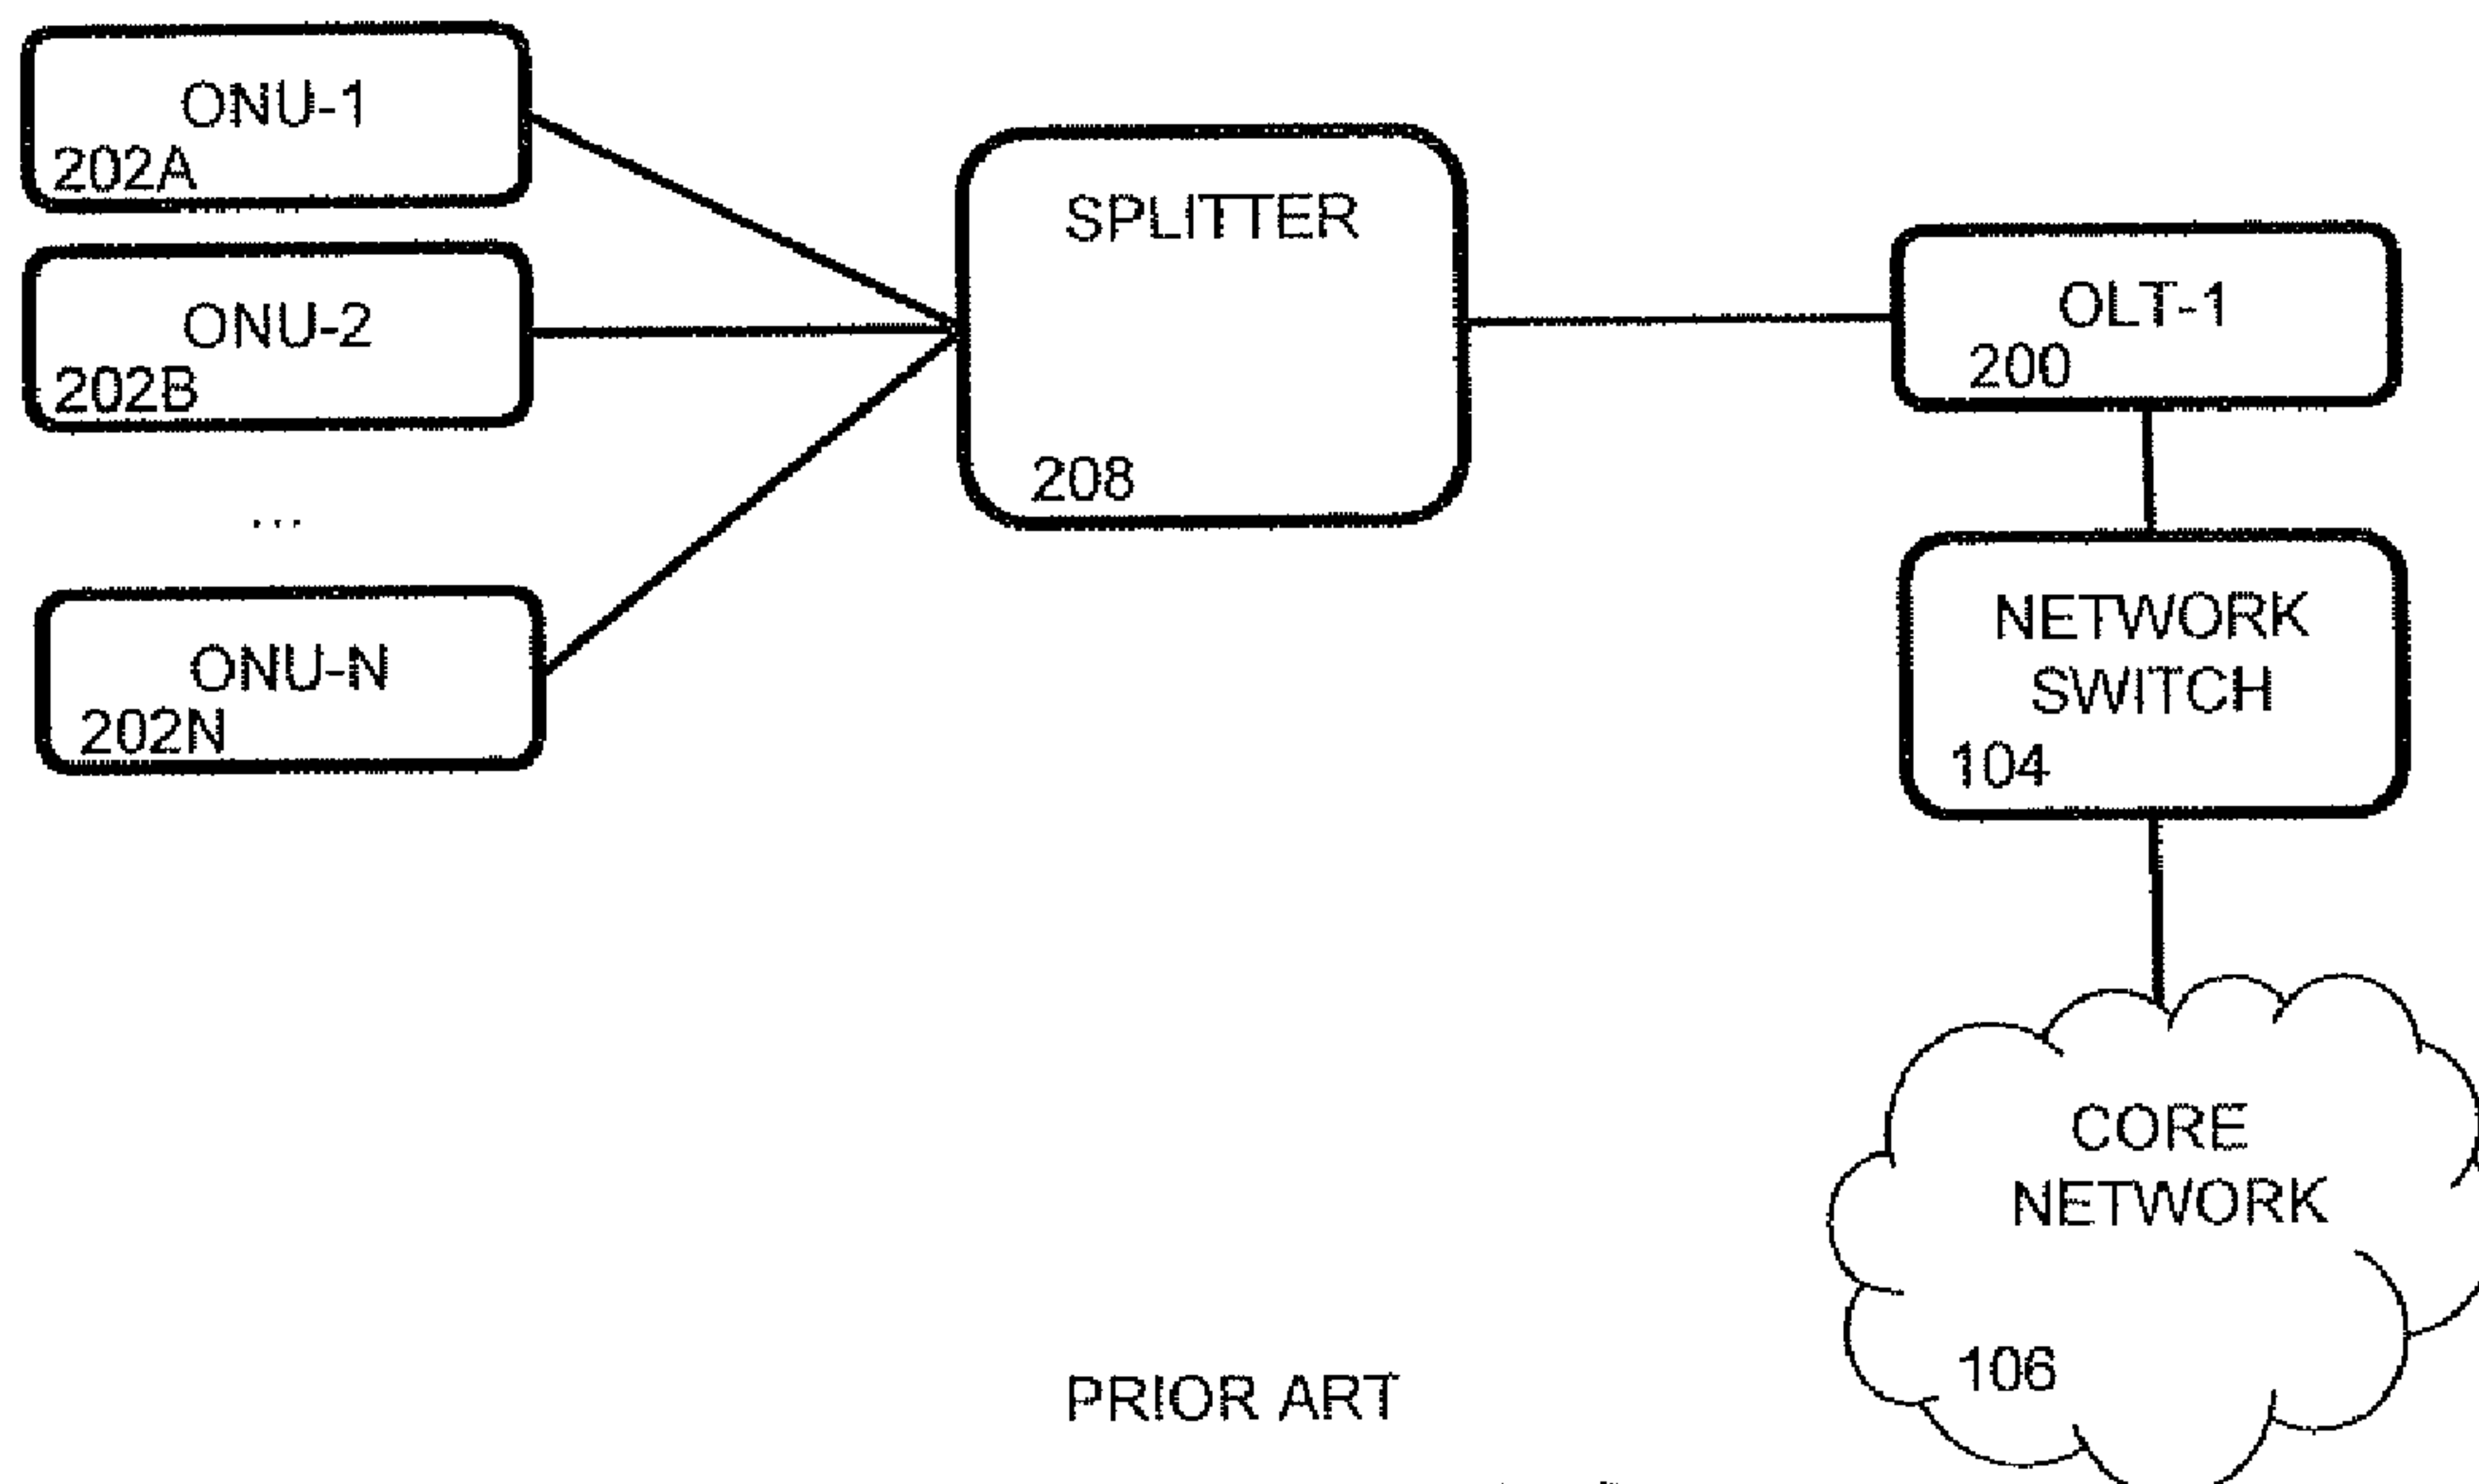 ONU-1
202A
ONU-2
202B
...
ONU-N
202N
SPLITTER
208
OLT-1
200
NETWORK
SWITCH
104
CORE
NETWORK
106
PRIOR ART